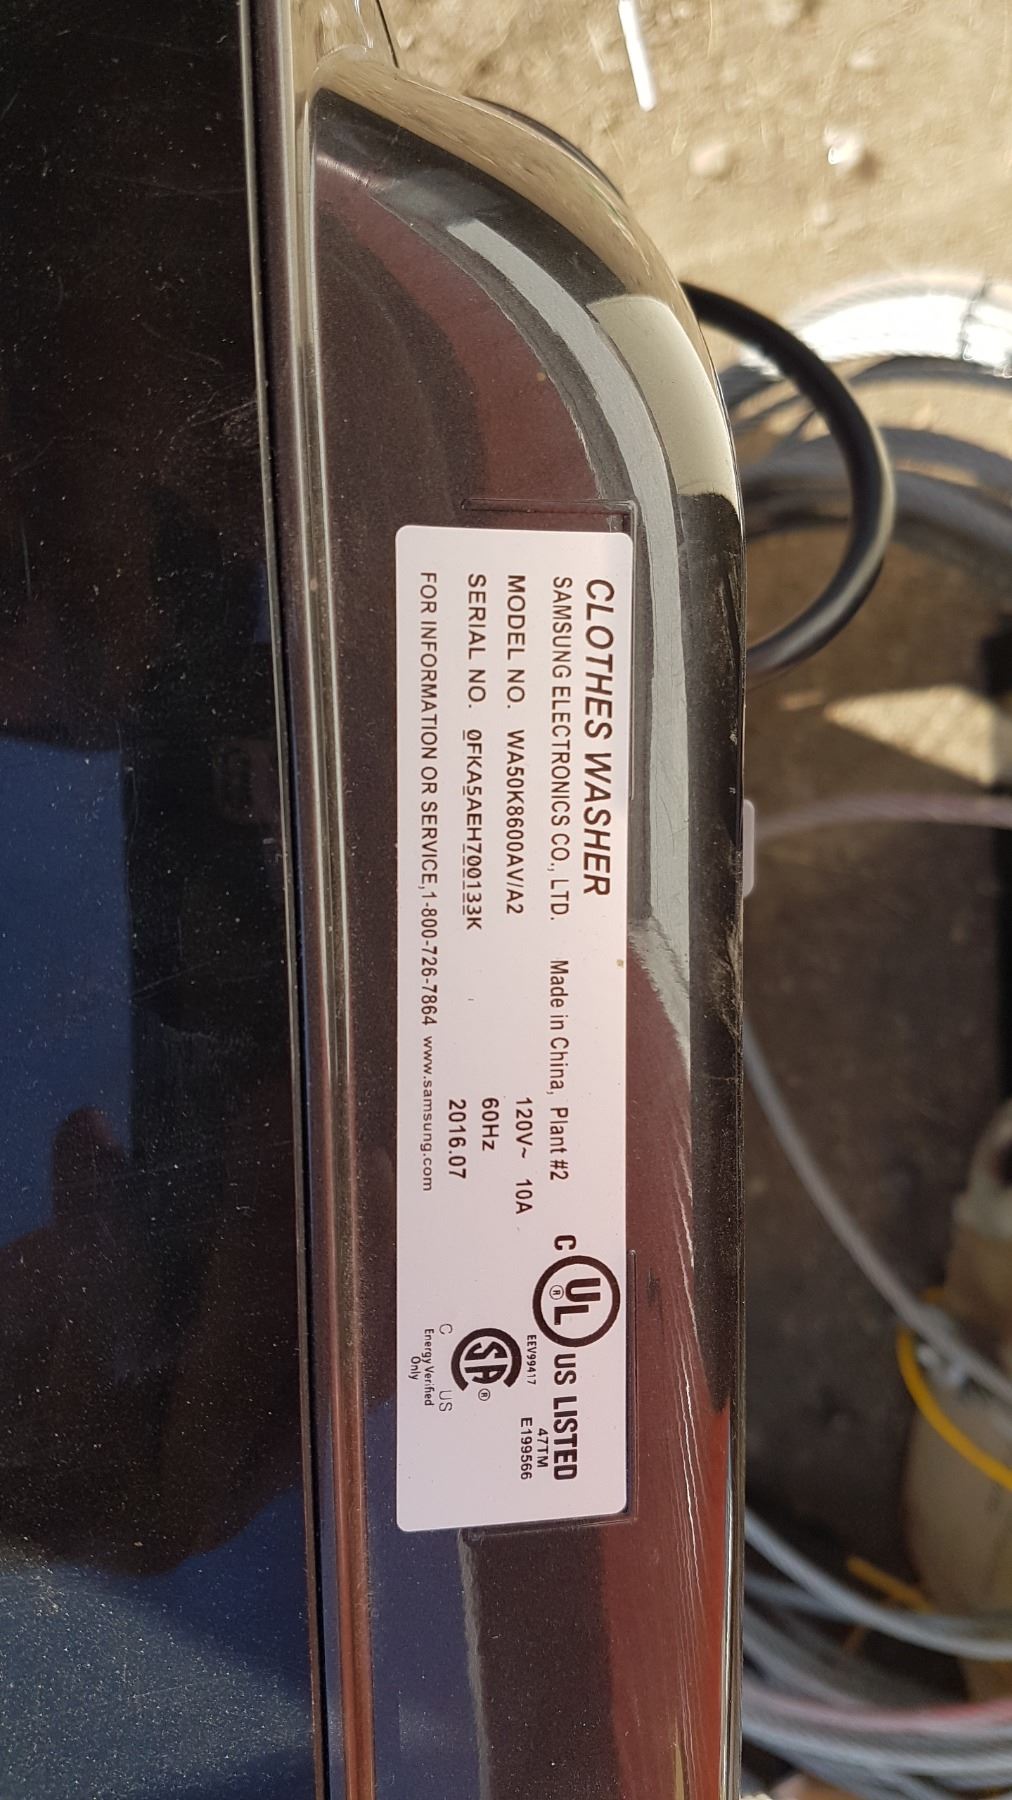 CLOTHES WASHER
SAMSUNG ELECTRONICS CO., LTD. Made in China, Plant #2
MODEL NO. WA50K8600AV/A2 120V~ 10A
SERIAL NO. 0FKA5AEH700133K 60Hz
2016.07
FOR INFORMATION OR SERVICE,1-800-726-7864 www.samsung.com
C UL ® US LISTED
47TM
EEV99417 E199566
SA ®
C US
Energy Verified
Only